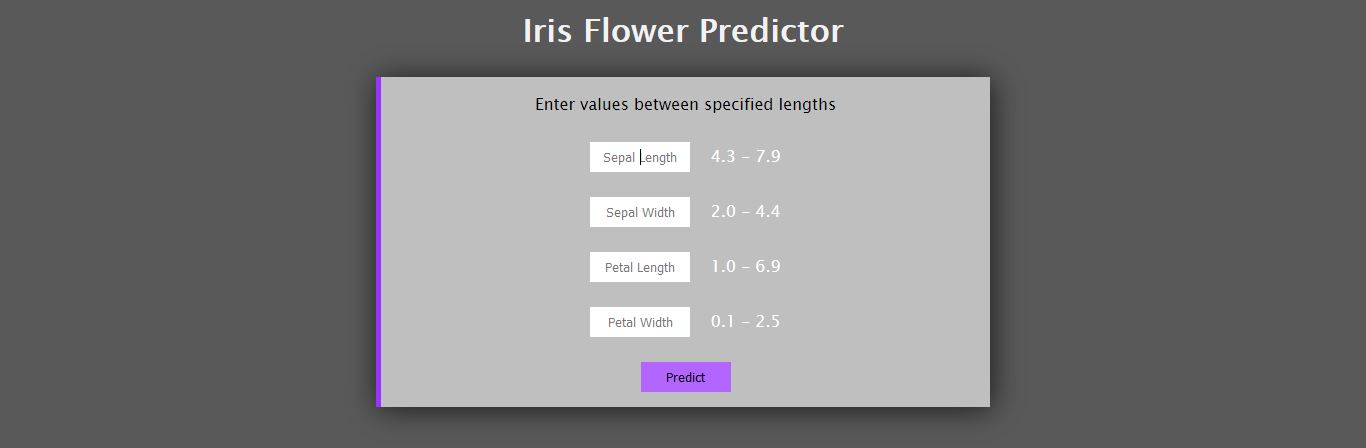 Iris Flower Predictor
Enter values between specified lengths
Sepal Length 4.3 - 7.9
Sepal Width 2.0 - 4.4
Petal Length 1.0 - 6.9
Petal Width 0.1 - 2.5
Predict